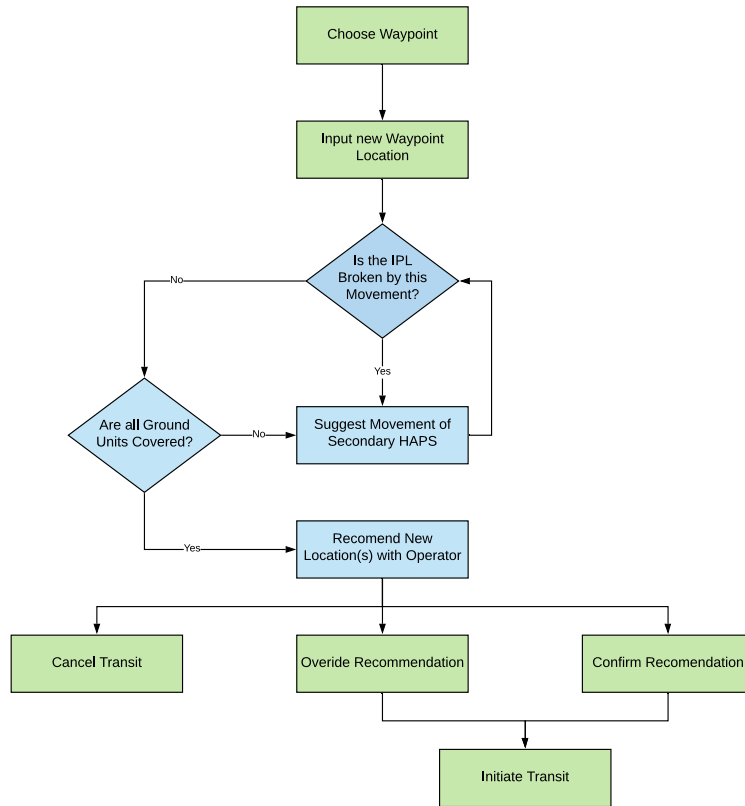 Choose Waypoint
Input new Waypoint
Location
Is the IPL
Broken by this
Movement?
No
Yes
Are all Ground
Units Covered?
No
Suggest Movement of
Secondary HAPS
Yes
Recomend New
Location(s) with Operator
Cancel Transit
Overide Recommendation
Confirm Recomendation
Initiate Transit